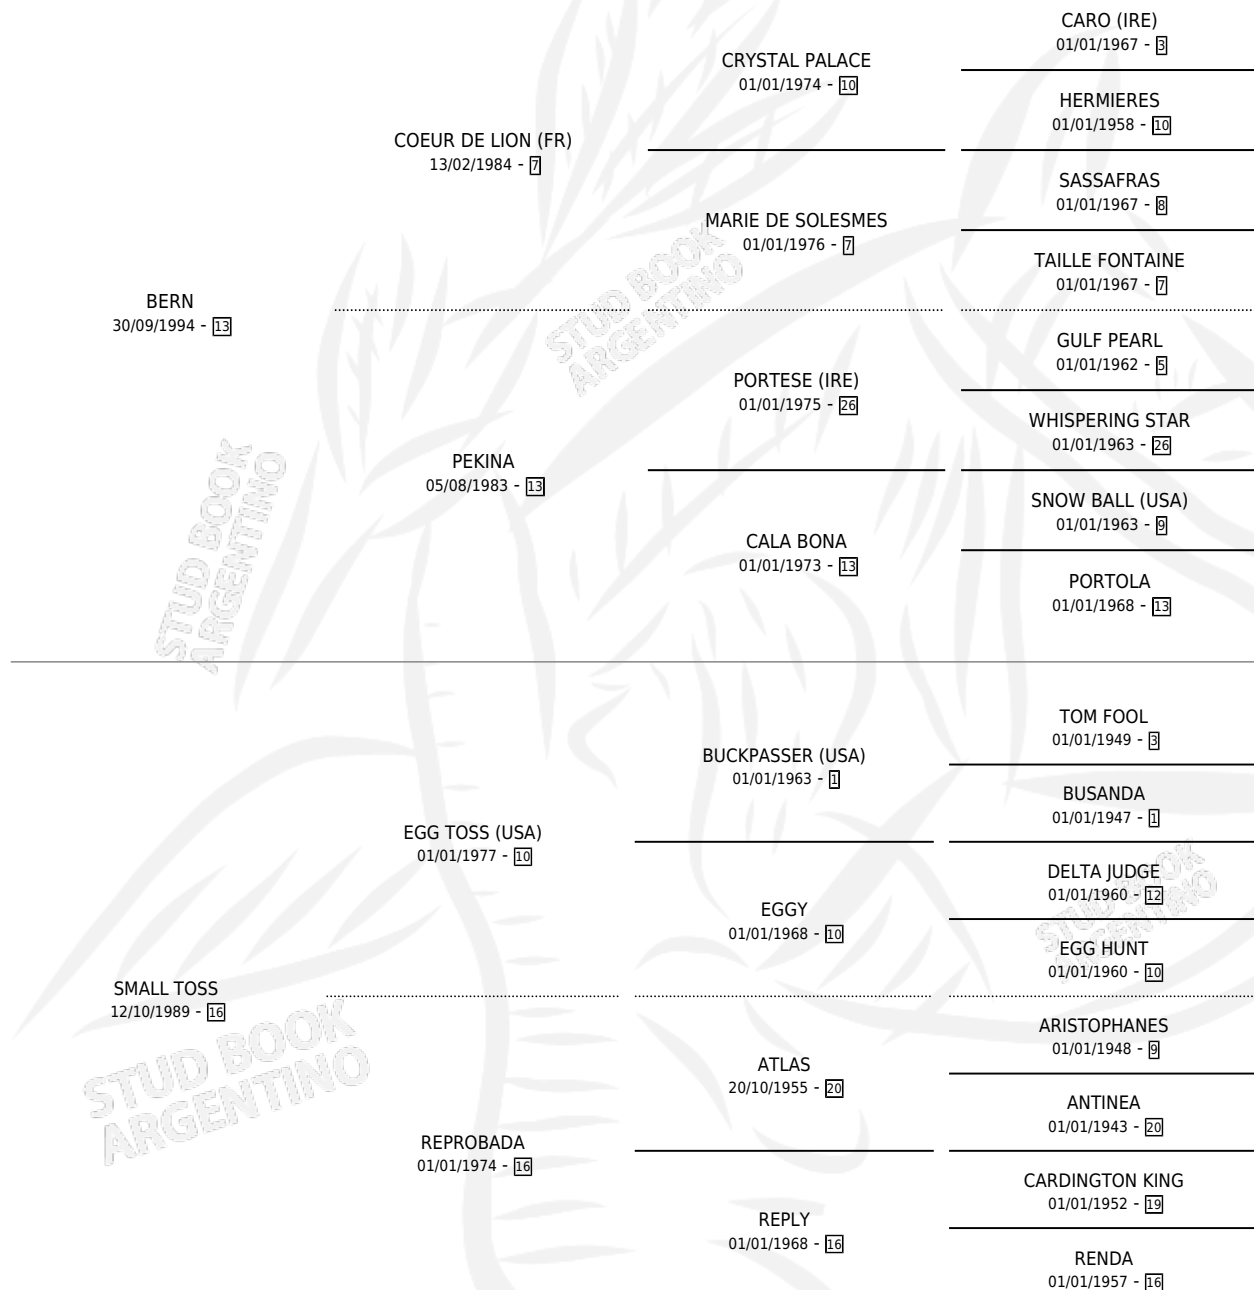 CARO (IRE)
01/01/1967 - 3
CRYSTAL PALACE
01/01/1974 - 10
HERMIERES
01/01/1958 - 10
COEUR DE LION (FR)
13/02/1984 - 7
SASSAFRAS
01/01/1967 - 8
MARIE DE SOLESMES
01/01/1976 - 7
TAILLE FONTAINE
01/01/1967 - 7
BERN
30/09/1994 - 13
GULF PEARL
01/01/1962 - 5
PORTESE (IRE)
01/01/1975 - 26
WHISPERING STAR
01/01/1963 - 26
PEKINA
05/08/1983 - 13
SNOW BALL (USA)
01/01/1963 - 9
CALA BONA
01/01/1973 - 13
PORTOLA
01/01/1968 - 13
STUD BOOK
ARGENTINO
STUD BOOK
ARGENTINO
TOM FOOL
01/01/1949 - 3
BUCKPASSER (USA)
01/01/1963 - 1
BUSANDA
01/01/1947 - 1
EGG TOSS (USA)
01/01/1977 - 10
DELTA JUDGE
01/01/1960 - 12
EGGY
01/01/1968 - 10
EGG HUNT
01/01/1960 - 10
SMALL TOSS
12/10/1989 - 16
ARISTOPHANES
01/01/1948 - 9
ATLAS
20/10/1955 - 20
ANTINEA
01/01/1943 - 20
REPROBADA
01/01/1974 - 16
CARDINGTON KING
01/01/1952 - 19
REPLY
01/01/1968 - 16
RENDA
01/01/1957 - 16
STUD BOOK
ARGENTINO
STUD BOOK
ARGENTINO